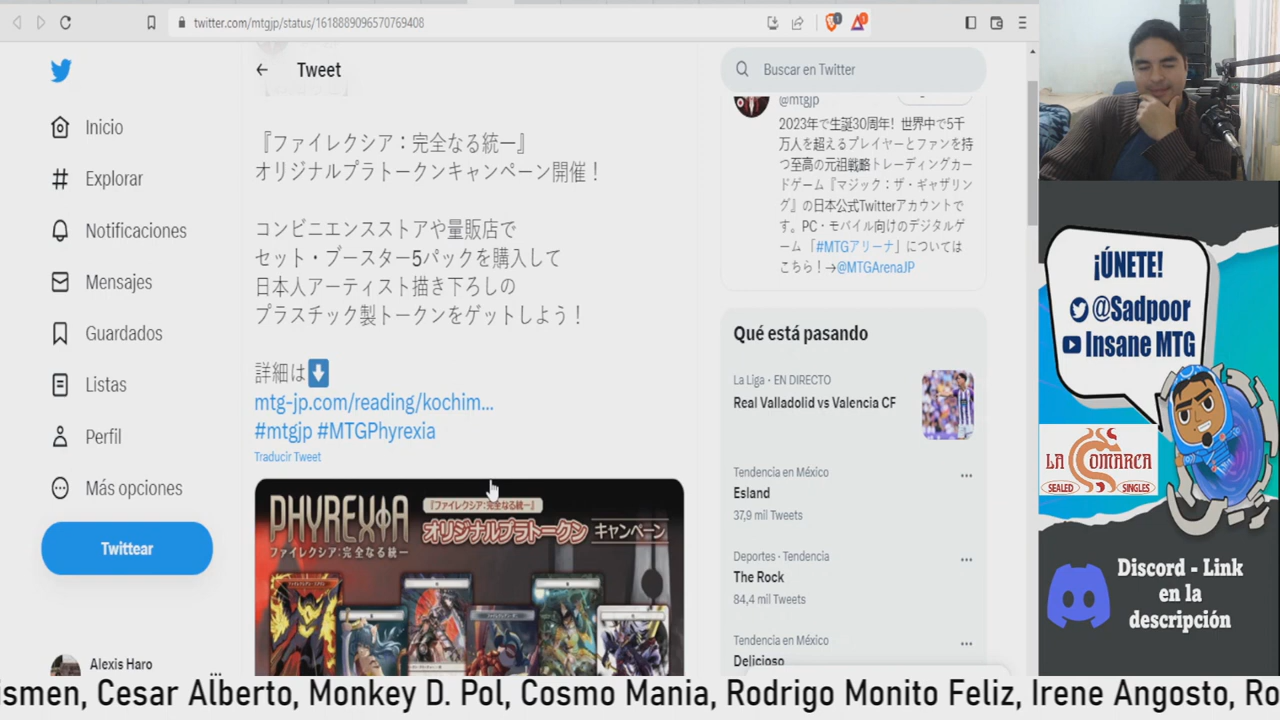 twitter.com/mtgjp/status/1618889096570769408
Tweet
Buscar en Twitter
Inicio
Explorar
Notificaciones
Mensajes
Guardados
Listas
Perfil
Más opciones
Twittear
Alexis Haro
『ファイレクシア：完全なる統一』
オリジナルプラトークンキャンペーン開催！
コンビニエンスストアや量販店で
セット・ブースター5パックを購入して
日本人アーティスト描き下ろしの
プラスチック製トークンをゲットしよう！
詳細は⬇
mtg-jp.com/reading/kochim...
#mtgjp #MTGPhyrexia
Traducir Tweet
PHYREXIA
ファイレクシア：完全なる統一
『ファイレクシア：完全なる統一』
オリジナルプラトークン キャンペーン
@mtgjp
2023年で生誕30周年！世界中で5千
万人を超えるプレイヤーとファンを持
つ至高の元祖戦略トレーディングカー
ドゲーム『マジック：ザ・ギャザリン
グ』の日本公式Twitterアカウントで
す。PC・モバイル向けのデジタルゲ
ーム「#MTGアリーナ」については
こちら！→@MTGArenaJP
Qué está pasando
La Liga · EN DIRECTO
Real Valladolid vs Valencia CF
Tendencia en México
Esland
37,9 mil Tweets
Deportes · Tendencia
The Rock
84,4 mil Tweets
Tendencia en México
Delicioso
¡ÚNETE!
@Sadpoor
Insane MTG
LA COMARCA
SEALED SINGLES
Discord - Link
en la
descripción
ismen, Cesar Alberto, Monkey D. Pol, Cosmo Mania, Rodrigo Monito Feliz, Irene Angosto, Ro